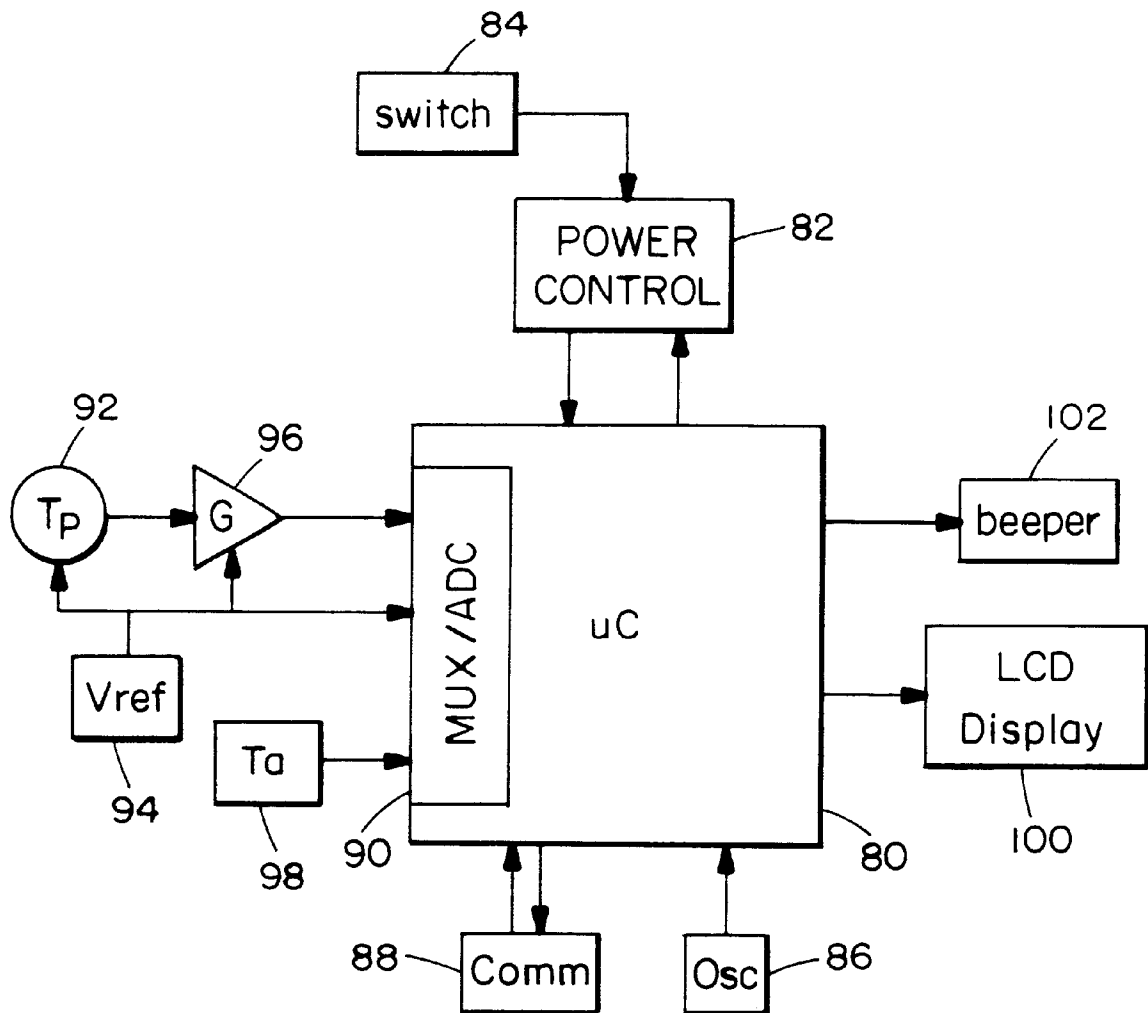 84
switch
POWER
CONTROL
82
92
96
102
TP
G
beeper
MUX/ADC
uC
LCD
Display
Vref
Ta
94
98
90
80
100
88
Comm
Osc
86